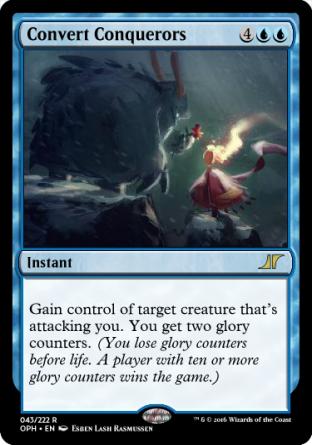 Convert Conquerors 4
Instant
Gain control of target creature that's
attacking you. You get two glory
counters. (You lose glory counters
before life. A player with ten or more
glory counters wins the game.)
043/222 R
OPH • EN Esben Lash Rasmussen
™ & © 2016 Wizards of the Coast